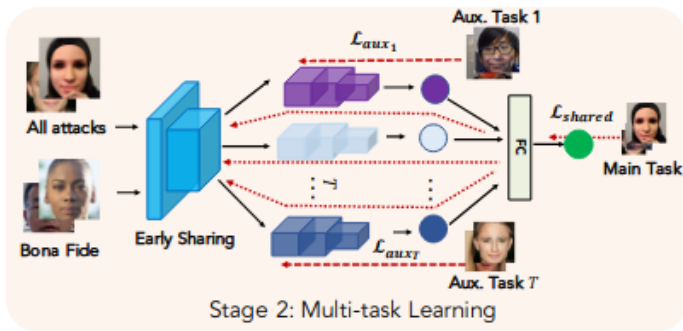 Aux. Task 1
ℒaux₁
All attacks
FC
ℒshared
Main Task
T
Bona Fide
Early Sharing
ℒauxT
Aux. Task T
Stage 2: Multi-task Learning